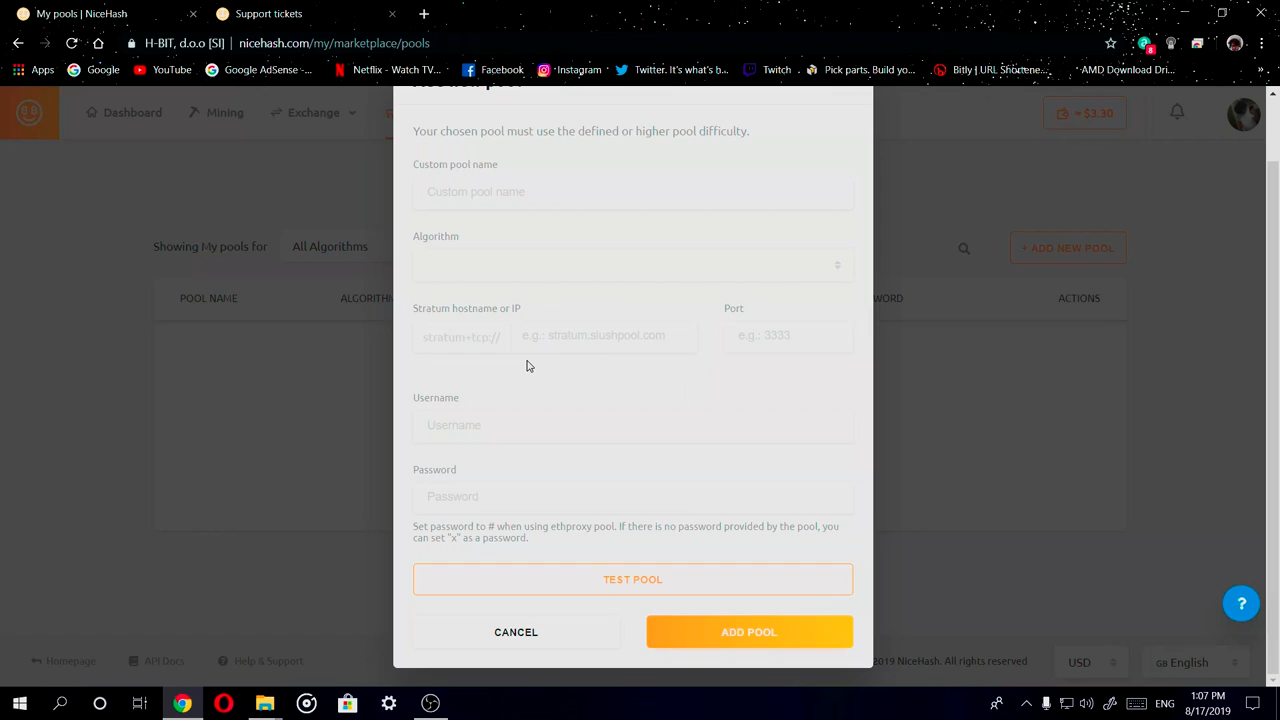 My pools | NiceHash
Support tickets
H-BIT, d.o.o [SI] | nicehash.com/my/marketplace/pools
8
Apps
Google
YouTube
Google AdSense -...
Netflix - Watch TV...
Facebook
Instagram
Twitter. It's what's b...
Twitch
Pick parts. Build yo...
Bitly | URL Shortene...
AMD Download Dri...
Dashboard
Mining
Exchange
≈ $3.30
Your chosen pool must use the defined or higher pool difficulty.
Custom pool name
Custom pool name
Showing My pools for
All Algorithms
+ ADD NEW POOL
Algorithm
POOL NAME
ALGORITHM
WORD
ACTIONS
Stratum hostname or IP
Port
stratum+tcp://
e.g.: stratum.slushpool.com
e.g.: 3333
Username
Username
Password
Password
Set password to # when using ethproxy pool. If there is no password provided by the pool, you
can set "x" as a password.
TEST POOL
CANCEL
ADD POOL
?
Homepage
API Docs
Help & Support
2019 NiceHash. All rights reserved
USD
GB English
ENG
1:07 PM
8/17/2019